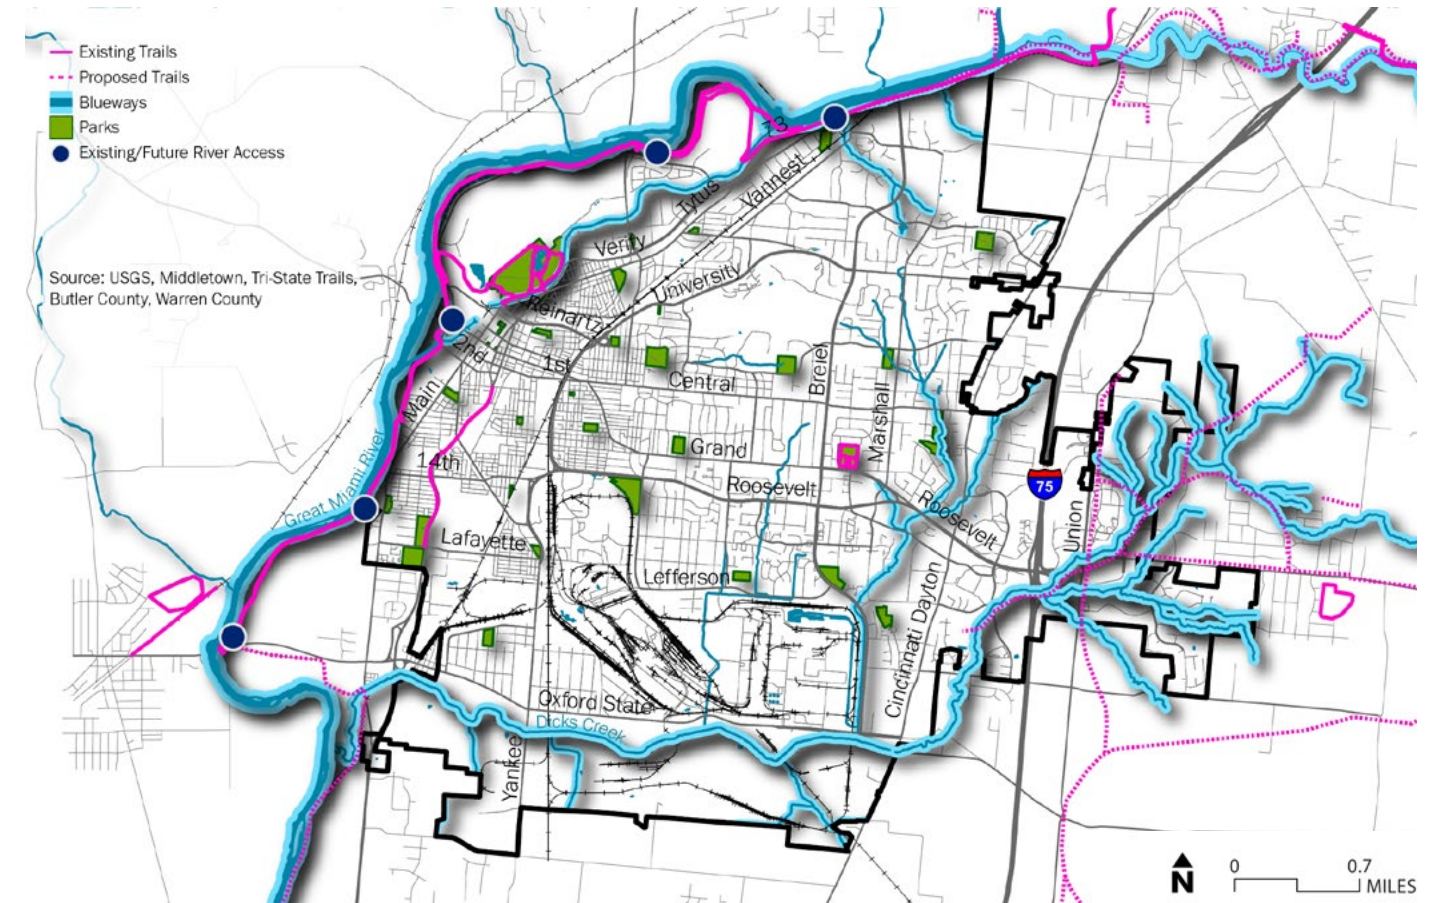 Existing Trails
Proposed Trails
Blueways
Parks
Existing/Future River Access
73
Tytus
Vannest
Verity
Source: USGS, Middletown, Tri-State Trails,
Butler County, Warren County
University
Reinartz
2nd
1st
Central
Breiel
Main
Marshall
14th
Grand
Great Miami River
Roosevelt
75
Roosevelt
Union
Lafayette
Lefferson
Cincinnati Dayton
Oxford State
Dicks Creek
Yankee
N
0 0.7
MILES